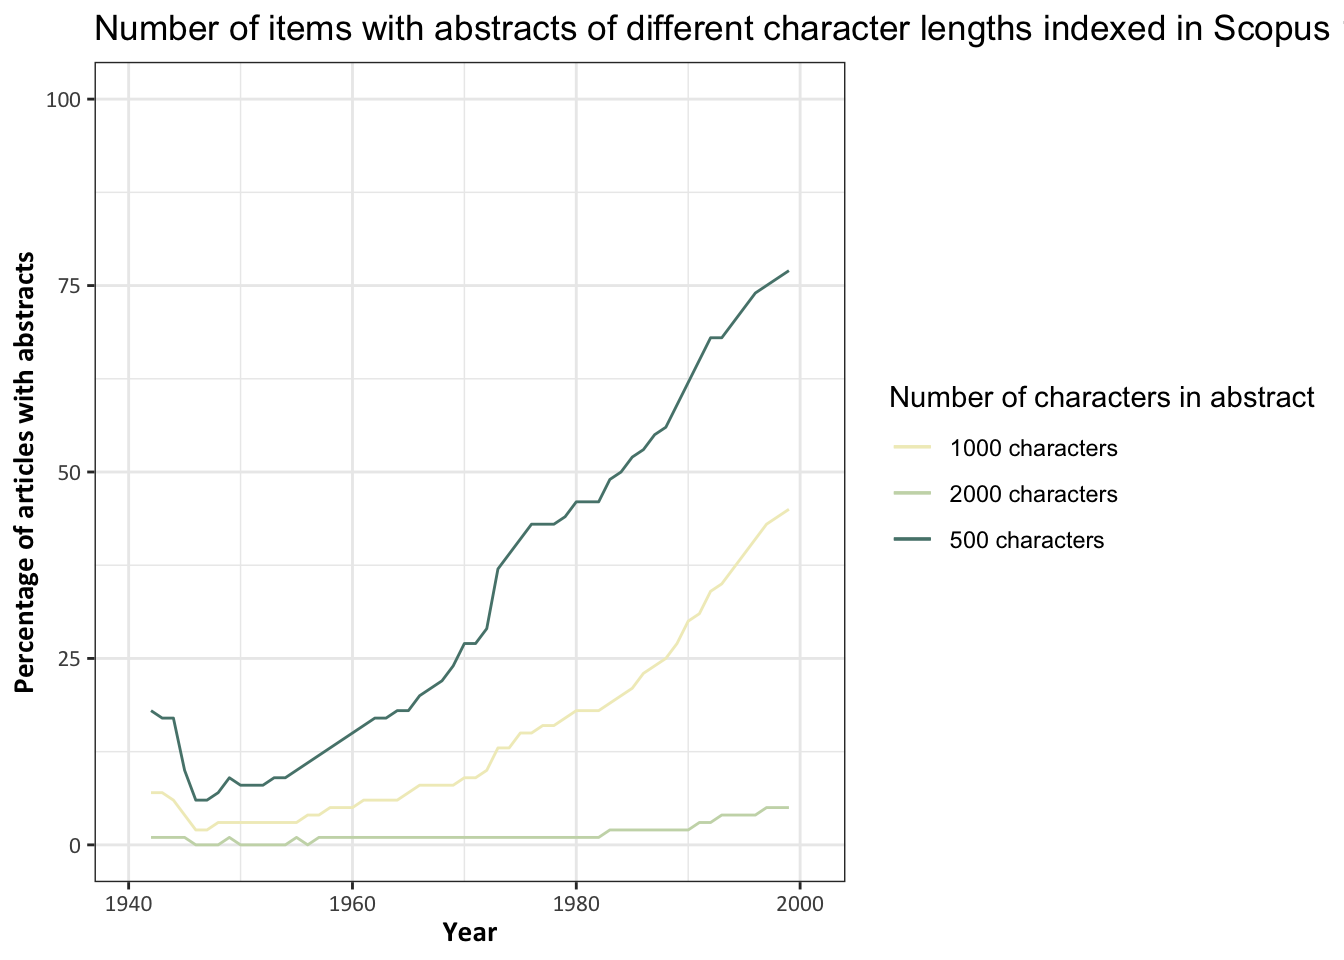 Number of items with abstracts of different character lengths indexed in Scopus
100
75
50
25
0
Percentage of articles with abstracts
1940 1960 1980 2000
Year
Number of characters in abstract
1000 characters
2000 characters
500 characters